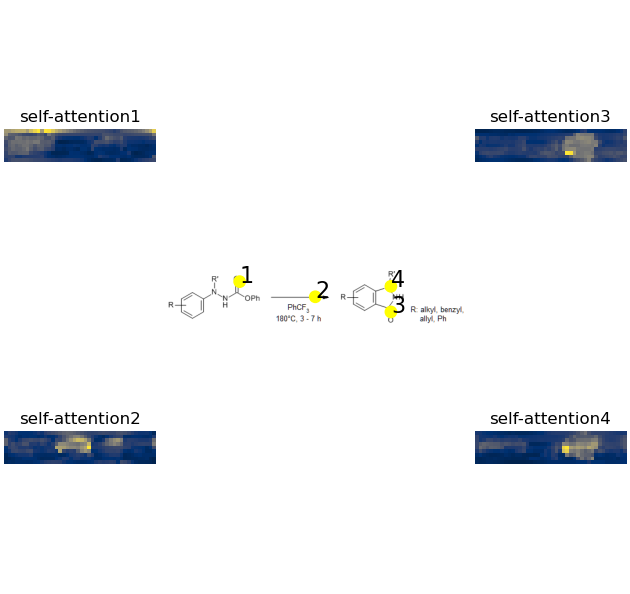 self-attention1
self-attention3
R'
1
R
N
N
H
OPh
2
PhCF3
180°C, 3 - 7 h
R'
4
R
3
O
R: alkyl, benzyl,
allyl, Ph
self-attention2
self-attention4